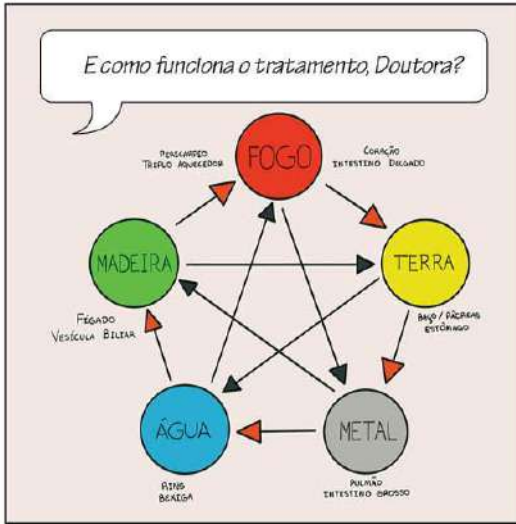 E como funciona o tratamento, Doutora?
PERICÁRDIO
TRIPLO AQUECEDOR
FOGO
CORAÇÃO
INTESTINO DELGADO
MADEIRA
TERRA
FÍGADO
VESÍCULA BILIAR
BAÇO / PÂCREAS
ESTÔMAGO
ÁGUA
METAL
RINS
BEXIGA
PULMÃO
INTESTINO GROSSO